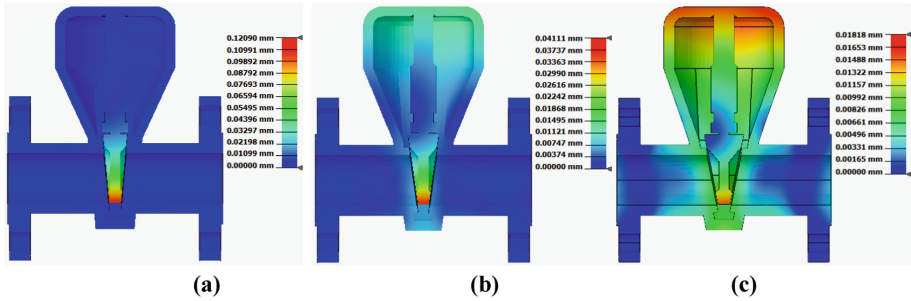 0.12090 mm
0.10991 mm
0.09892 mm
0.08792 mm
0.07693 mm
0.06594 mm
0.05495 mm
0.04396 mm
0.03297 mm
0.02198 mm
0.01099 mm
0.00000 mm
0.04111 mm
0.03737 mm
0.03363 mm
0.02990 mm
0.02616 mm
0.02242 mm
0.01868 mm
0.01495 mm
0.01121 mm
0.00747 mm
0.00374 mm
0.00000 mm
0.01818 mm
0.01653 mm
0.01488 mm
0.01322 mm
0.01157 mm
0.00992 mm
0.00826 mm
0.00661 mm
0.00496 mm
0.00331 mm
0.00165 mm
0.00000 mm
(a)
(b)
(c)